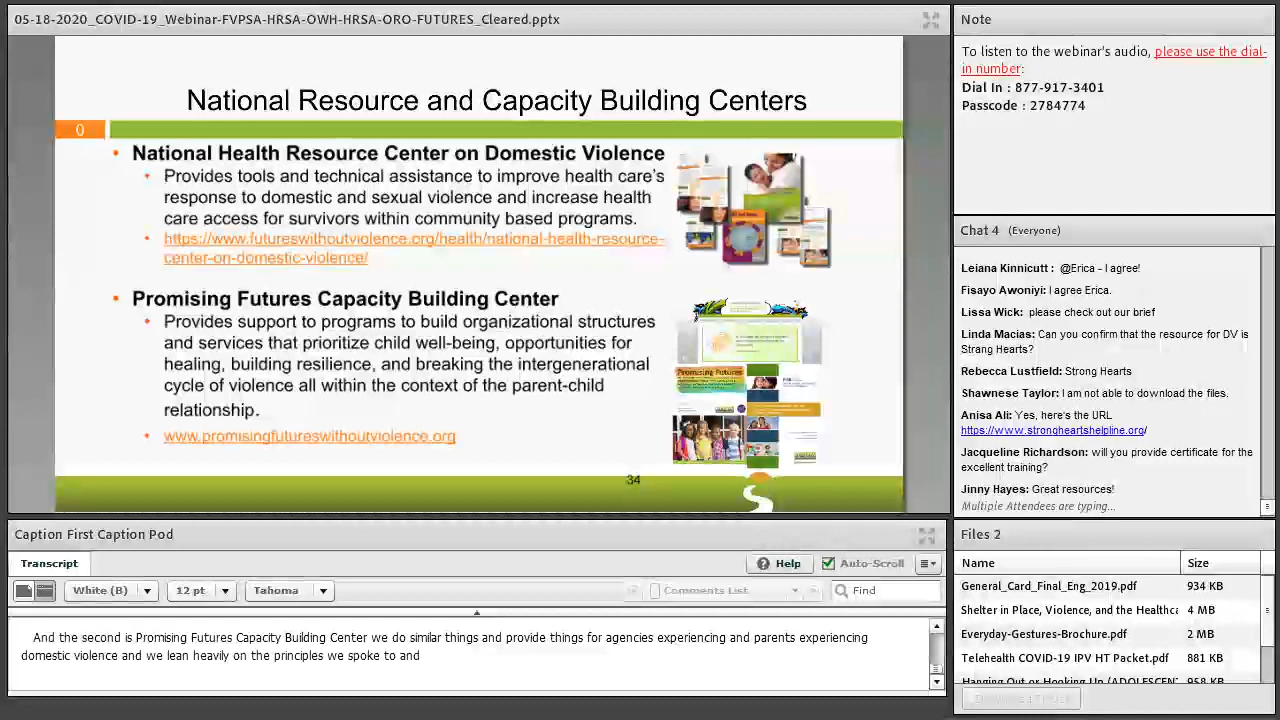 05-18-2020_COVID-19_Webinar-FVPSA-HRSA-OWH-HRSA-ORO-FUTURES_Cleared.pptx
National Resource and Capacity Building Centers
0
• National Health Resource Center on Domestic Violence
• Provides tools and technical assistance to improve health care's
response to domestic and sexual violence and increase health
care access for survivors within community based programs.
• https://www.futureswithoutviolence.org/health/national-health-resource-
center-on-domestic-violence/
• Promising Futures Capacity Building Center
• Provides support to programs to build organizational structures
and services that prioritize child well-being, opportunities for
healing, building resilience, and breaking the intergenerational
cycle of violence all within the context of the parent-child
relationship.
• www.promisingfutureswithoutviolence.org
Promising Futures
34
Caption First Caption Pod
Transcript
Help
Auto-Scroll
White (B)
12 pt
Tahoma
Comments List
Find
And the second is Promising Futures Capacity Building Center we do similar things and provide things for agencies experiencing and parents experiencing
domestic violence and we lean heavily on the principles we spoke to and
Note
To listen to the webinar's audio, please use the dial-
in number:
Dial In : 877-917-3401
Passcode : 2784774
Chat 4 (Everyone)
Leiana Kinnicutt : @Erica - I agree!
Fisayo Awoniyi: I agree Erica.
Lissa Wick: please check out our brief
Linda Macias: Can you confirm that the resource for DV is
Strang Hearts?
Rebecca Lustfield: Strong Hearts
Shawnese Taylor: I am not able to download the files.
Anisa Ali: Yes, here's the URL
https://www.strongheartshelpline.org/
Jacqueline Richardson: will you provide certificate for the
excellent training?
Jinny Hayes: Great resources!
Multiple Attendees are typing...
Files 2
Name Size
General_Card_Final_Eng_2019.pdf 934 KB
Shelter in Place, Violence, and the Healthca 4 MB
Everyday-Gestures-Brochure.pdf 2 MB
Telehealth COVID-19 IPV HT Packet.pdf 881 KB
Hanging Out or Hooking Up (ADOLESCEN 958 KB